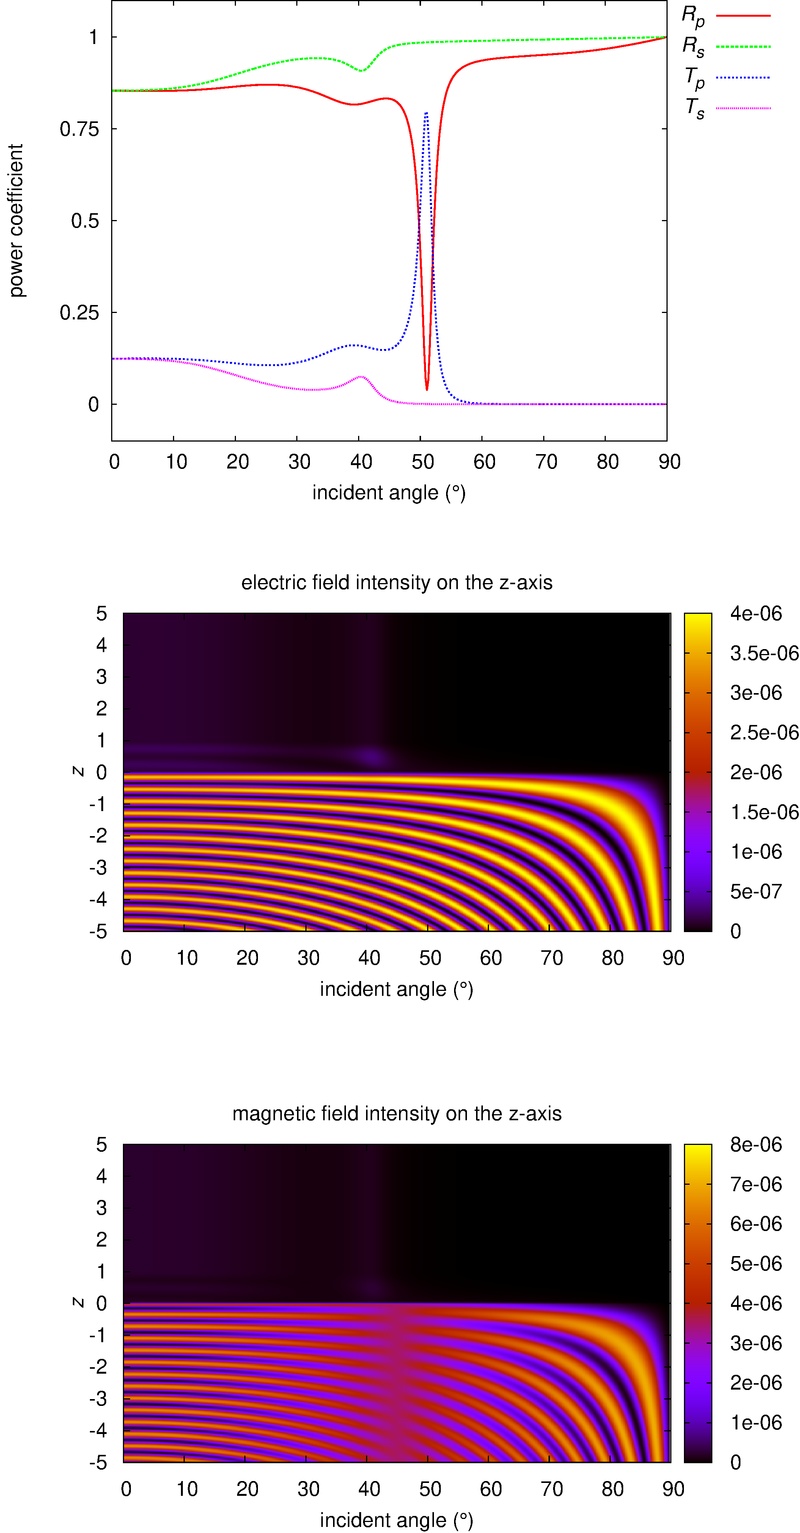 R_p
R_s
T_p
T_s
1
0.75
0.5
0.25
0
power coefficient
0 10 20 30 40 50 60 70 80 90
incident angle (°)
electric field intensity on the z-axis
5
4
3
2
1
0
-1
-2
-3
-4
-5
z
0 10 20 30 40 50 60 70 80 90
incident angle (°)
4e-06
3.5e-06
3e-06
2.5e-06
2e-06
1.5e-06
1e-06
5e-07
0
magnetic field intensity on the z-axis
5
4
3
2
1
0
-1
-2
-3
-4
-5
z
0 10 20 30 40 50 60 70 80 90
incident angle (°)
8e-06
7e-06
6e-06
5e-06
4e-06
3e-06
2e-06
1e-06
0